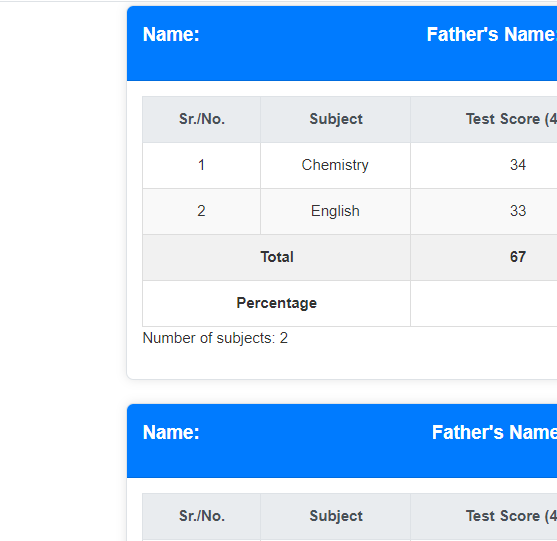 Name: Father's Name:
Sr./No. Subject Test Score (4
1 Chemistry 34
2 English 33
Total 67
Percentage
Number of subjects: 2
Name: Father's Name
Sr./No. Subject Test Score (4